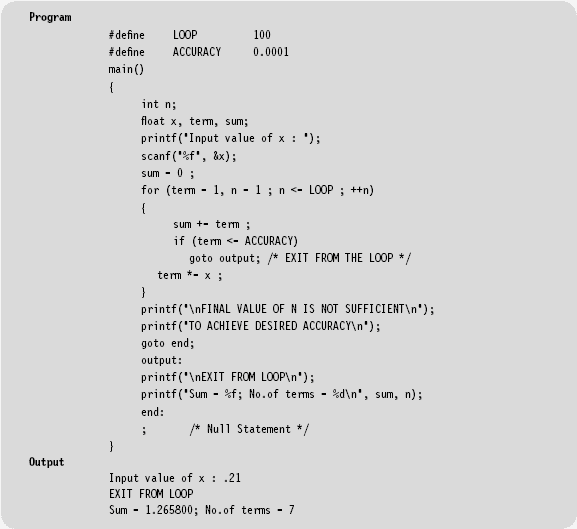 Program
#define LOOP 100
#define ACCURACY 0.0001
main()
{
int n;
float x, term, sum;
printf("Input value of x : ");
scanf("%f", &x);
sum = 0 ;
for (term = 1, n = 1 ; n <= LOOP ; ++n)
{
sum += term ;
if (term <= ACCURACY)
goto output; /* EXIT FROM THE LOOP */
term *= x ;
}
printf("\nFINAL VALUE OF N IS NOT SUFFICIENT\n");
printf("TO ACHIEVE DESIRED ACCURACY\n");
goto end;
output:
printf("\nEXIT FROM LOOP\n");
printf("Sum = %f; No.of terms = %d\n", sum, n);
end:
; /* Null Statement */
}
Output
Input value of x : .21
EXIT FROM LOOP
Sum = 1.265800; No.of terms = 7